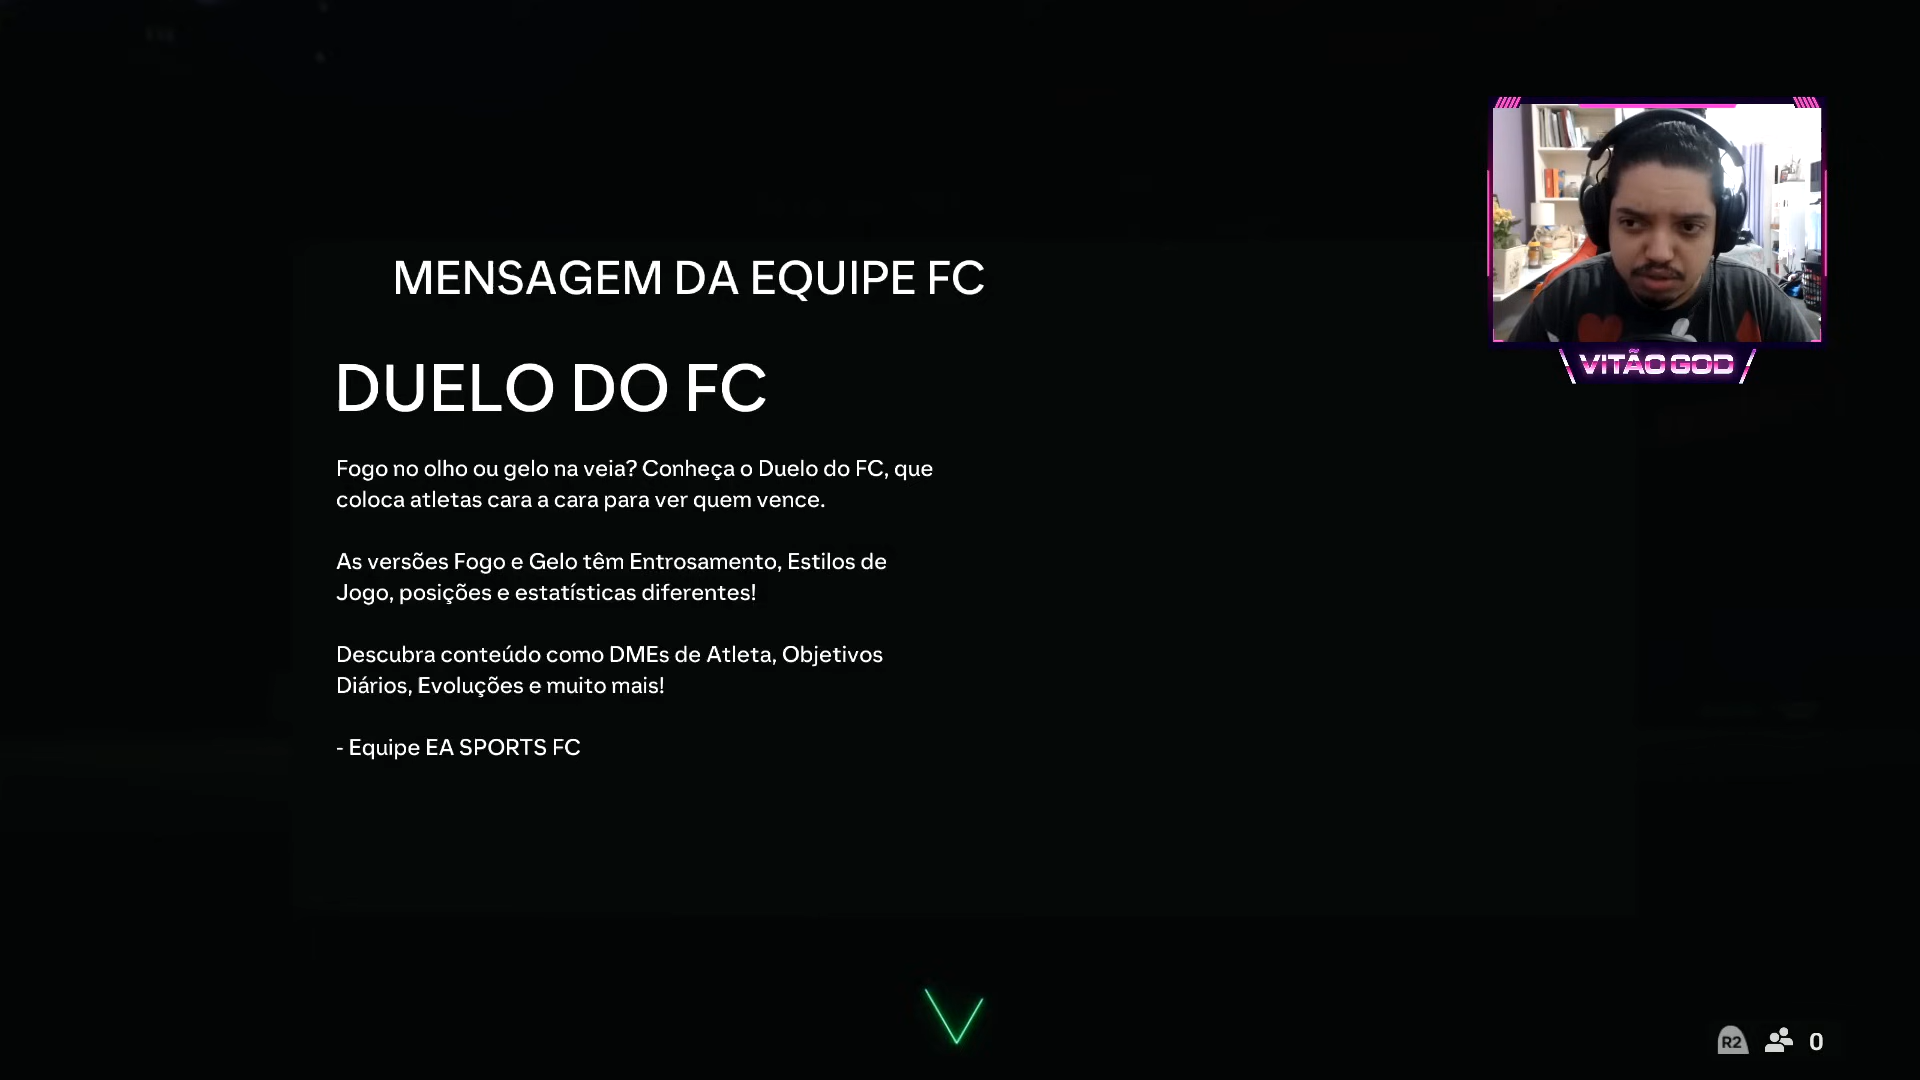 MENSAGEM DA EQUIPE FC
DUELO DO FC
Fogo no olho ou gelo na veia? Conheça o Duelo do FC, que
coloca atletas cara a cara para ver quem vence.
As versões Fogo e Gelo têm Entrosamento, Estilos de
Jogo, posições e estatísticas diferentes!
Descubra conteúdo como DMEs de Atleta, Objetivos
Diários, Evoluções e muito mais!
- Equipe EA SPORTS FC
VITÃO GOD
R2 0